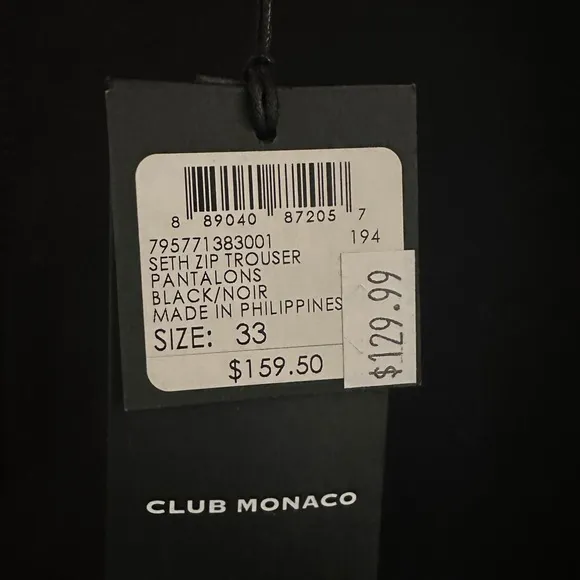 8 89040 87205 7
795771383001 194
SETH ZIP TROUSER
PANTALONS
BLACK/NOIR
MADE IN PHILIPPINES
SIZE: 33
$159.50
$129.99
CLUB MONACO